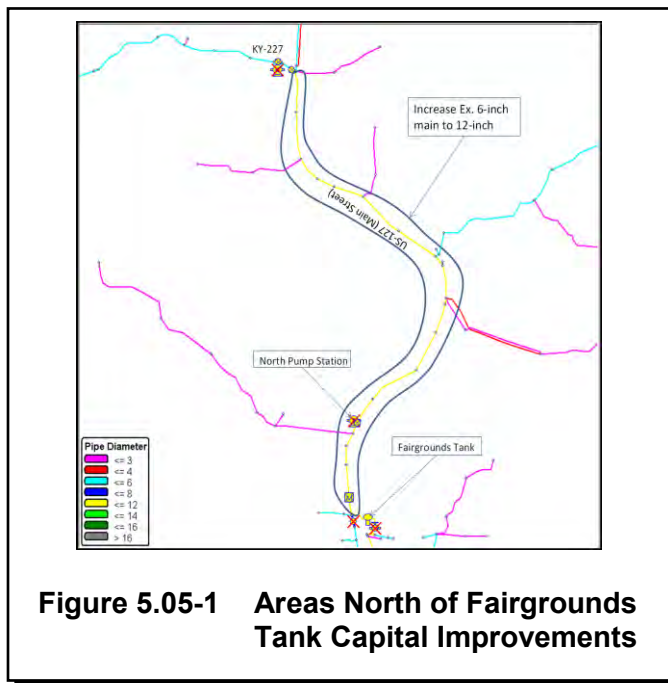 KY-227
Increase Ex. 6-inch
main to 12-inch
US-127 (Main Street)
North Pump Station
Fairgrounds Tank
M
Pipe Diameter
<= 3
<= 4
<= 6
<= 8
<= 12
<= 14
<= 16
> 16
Figure 5.05-1 Areas North of Fairgrounds
Tank Capital Improvements